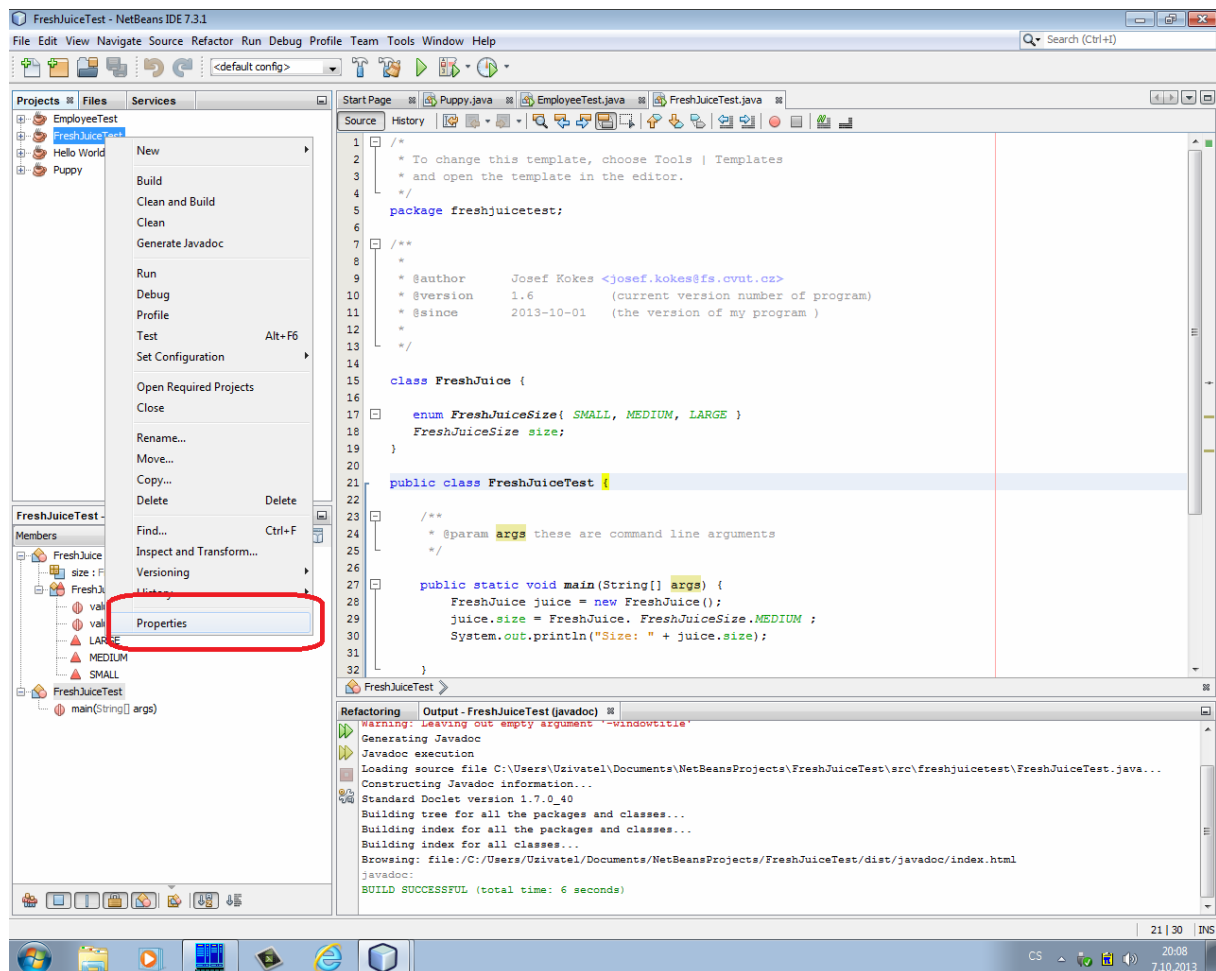 FreshJuiceTest - NetBeans IDE 7.3.1
File Edit View Navigate Source Refactor Run Debug Profile Team Tools Window Help
Search (Ctrl+I)
<default config>
Projects Files Services
EmployeeTest
FreshJuiceTest
Hello World
Puppy
New
Build
Clean and Build
Clean
Generate Javadoc
Run
Debug
Profile
Test Alt+F6
Set Configuration
Open Required Projects
Close
Rename...
Move...
Copy...
Delete Delete
Find... Ctrl+F
Inspect and Transform...
Versioning
History
Properties
FreshJuiceTest -
Members
FreshJuice
size : F
FreshJu
val
val
LARGE
MEDIUM
SMALL
FreshJuiceTest
main(String[] args)
Start Page Puppy.java EmployeeTest.java FreshJuiceTest.java
Source History
1 /*
2 * To change this template, choose Tools | Templates
3 * and open the template in the editor.
4 */
5 package freshjuicetest;
6
7 /**
8 *
9 * @author Josef Kokes <josef.kokes@fs.cvut.cz>
10 * @version 1.6 (current version number of program)
11 * @since 2013-10-01 (the version of my program )
12 *
13 */
14
15 class FreshJuice {
16
17 enum FreshJuiceSize{ SMALL, MEDIUM, LARGE }
18 FreshJuiceSize size;
19 }
20
21 public class FreshJuiceTest {
22
23 /**
24 * @param args these are command line arguments
25 */
26
27 public static void main(String[] args) {
28 FreshJuice juice = new FreshJuice();
29 juice.size = FreshJuice. FreshJuiceSize.MEDIUM ;
30 System.out.println("Size: " + juice.size);
31
32 }
FreshJuiceTest
Refactoring Output - FreshJuiceTest (javadoc)
warning: Leaving out empty argument '-windowtitle'
Generating Javadoc
Javadoc execution
Loading source file C:\Users\Uzivatel\Documents\NetBeansProjects\FreshJuiceTest\src\freshjuicetest\FreshJuiceTest.java...
Constructing Javadoc information...
Standard Doclet version 1.7.0_40
Building tree for all the packages and classes...
Building index for all the packages and classes...
Building index for all classes...
Browsing: file:/C:/Users/Uzivatel/Documents/NetBeansProjects/FreshJuiceTest/dist/javadoc/index.html
javadoc:
BUILD SUCCESSFUL (total time: 6 seconds)
21 | 30 INS
CS
20:08
7.10.2013